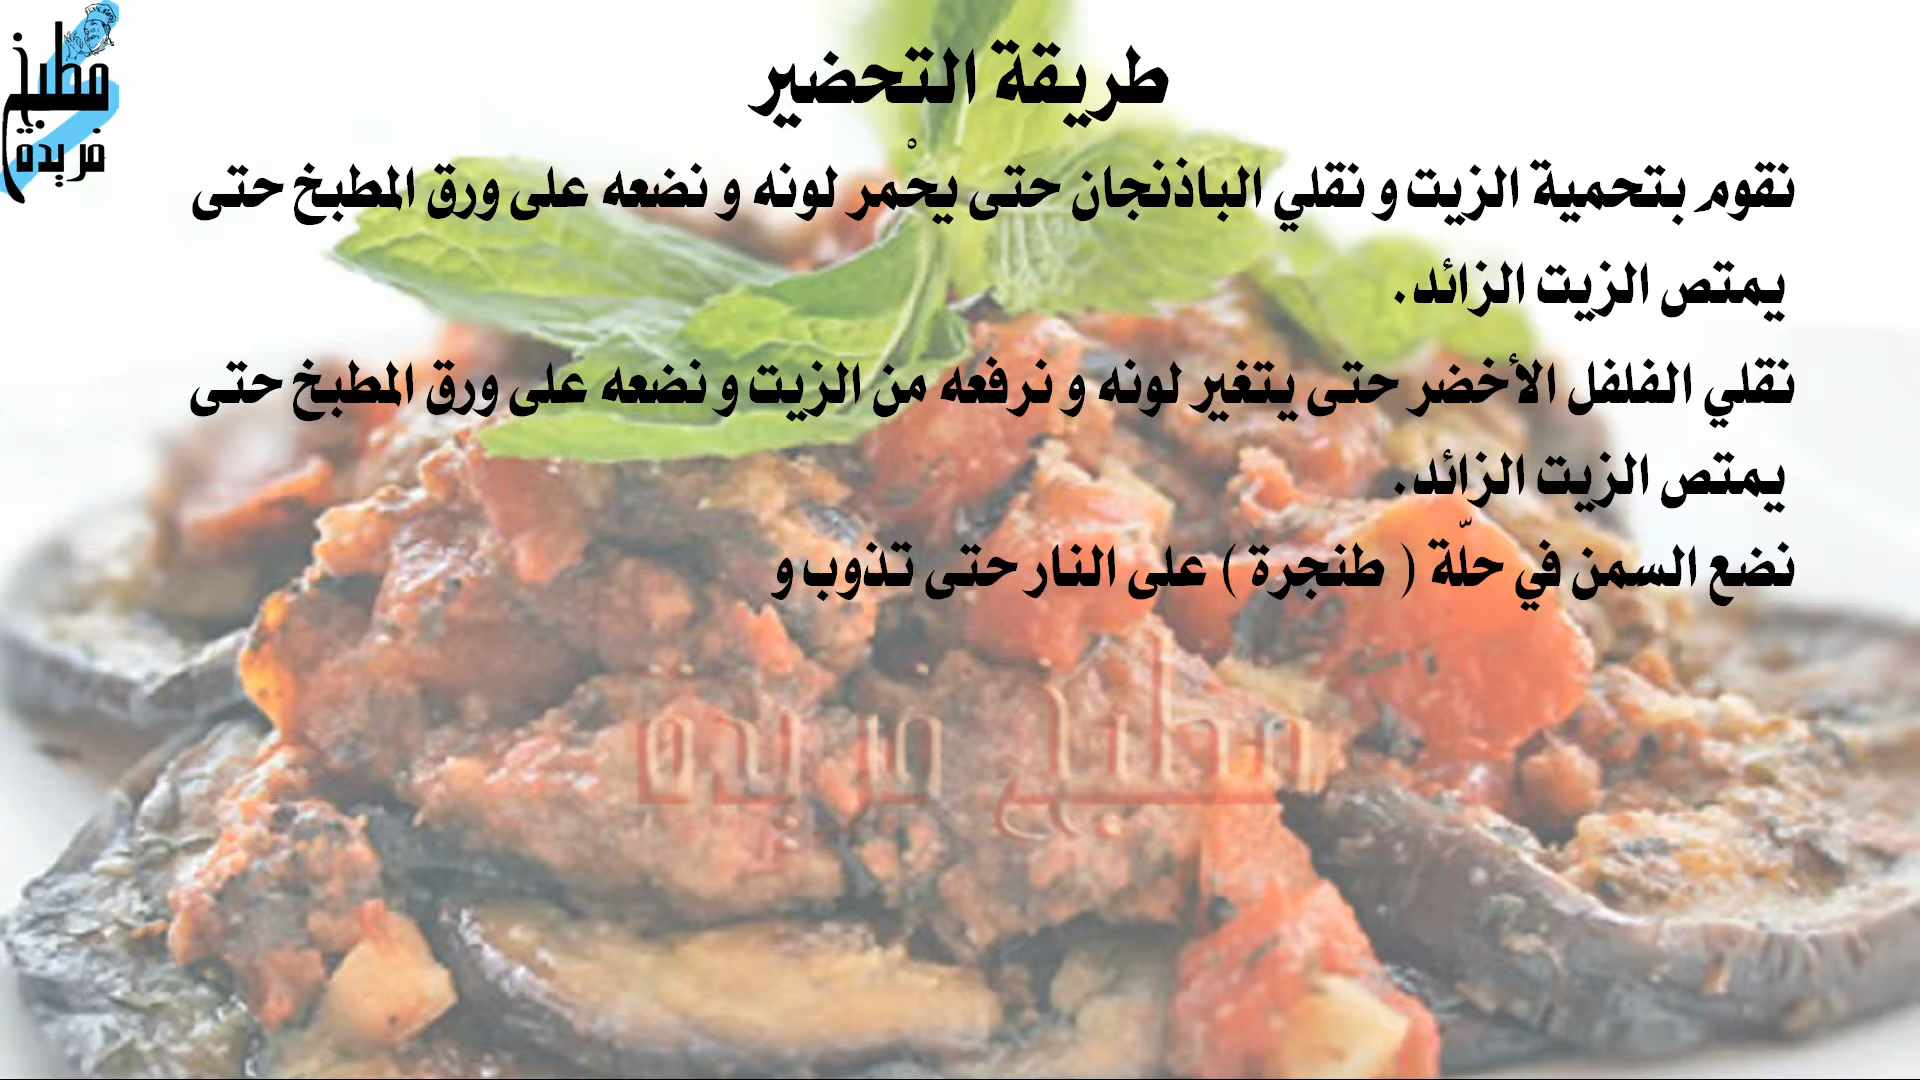 مطبخ
فريدة
طريقة التحضير
نقوم بتحمية الزيت و نقلي الباذنجان حتى يحْمر لونه و نضعه على ورق المطبخ حتى
يمتص الزيت الزائد.
نقلي الفلفل الأخضر حتى يتغير لونه و نرفعه من الزيت و نضعه على ورق المطبخ حتى
يمتص الزيت الزائد.
نضع السمن في حلّة ( طنجرة ) على النار حتى تذوب و
مطبخ فريدة